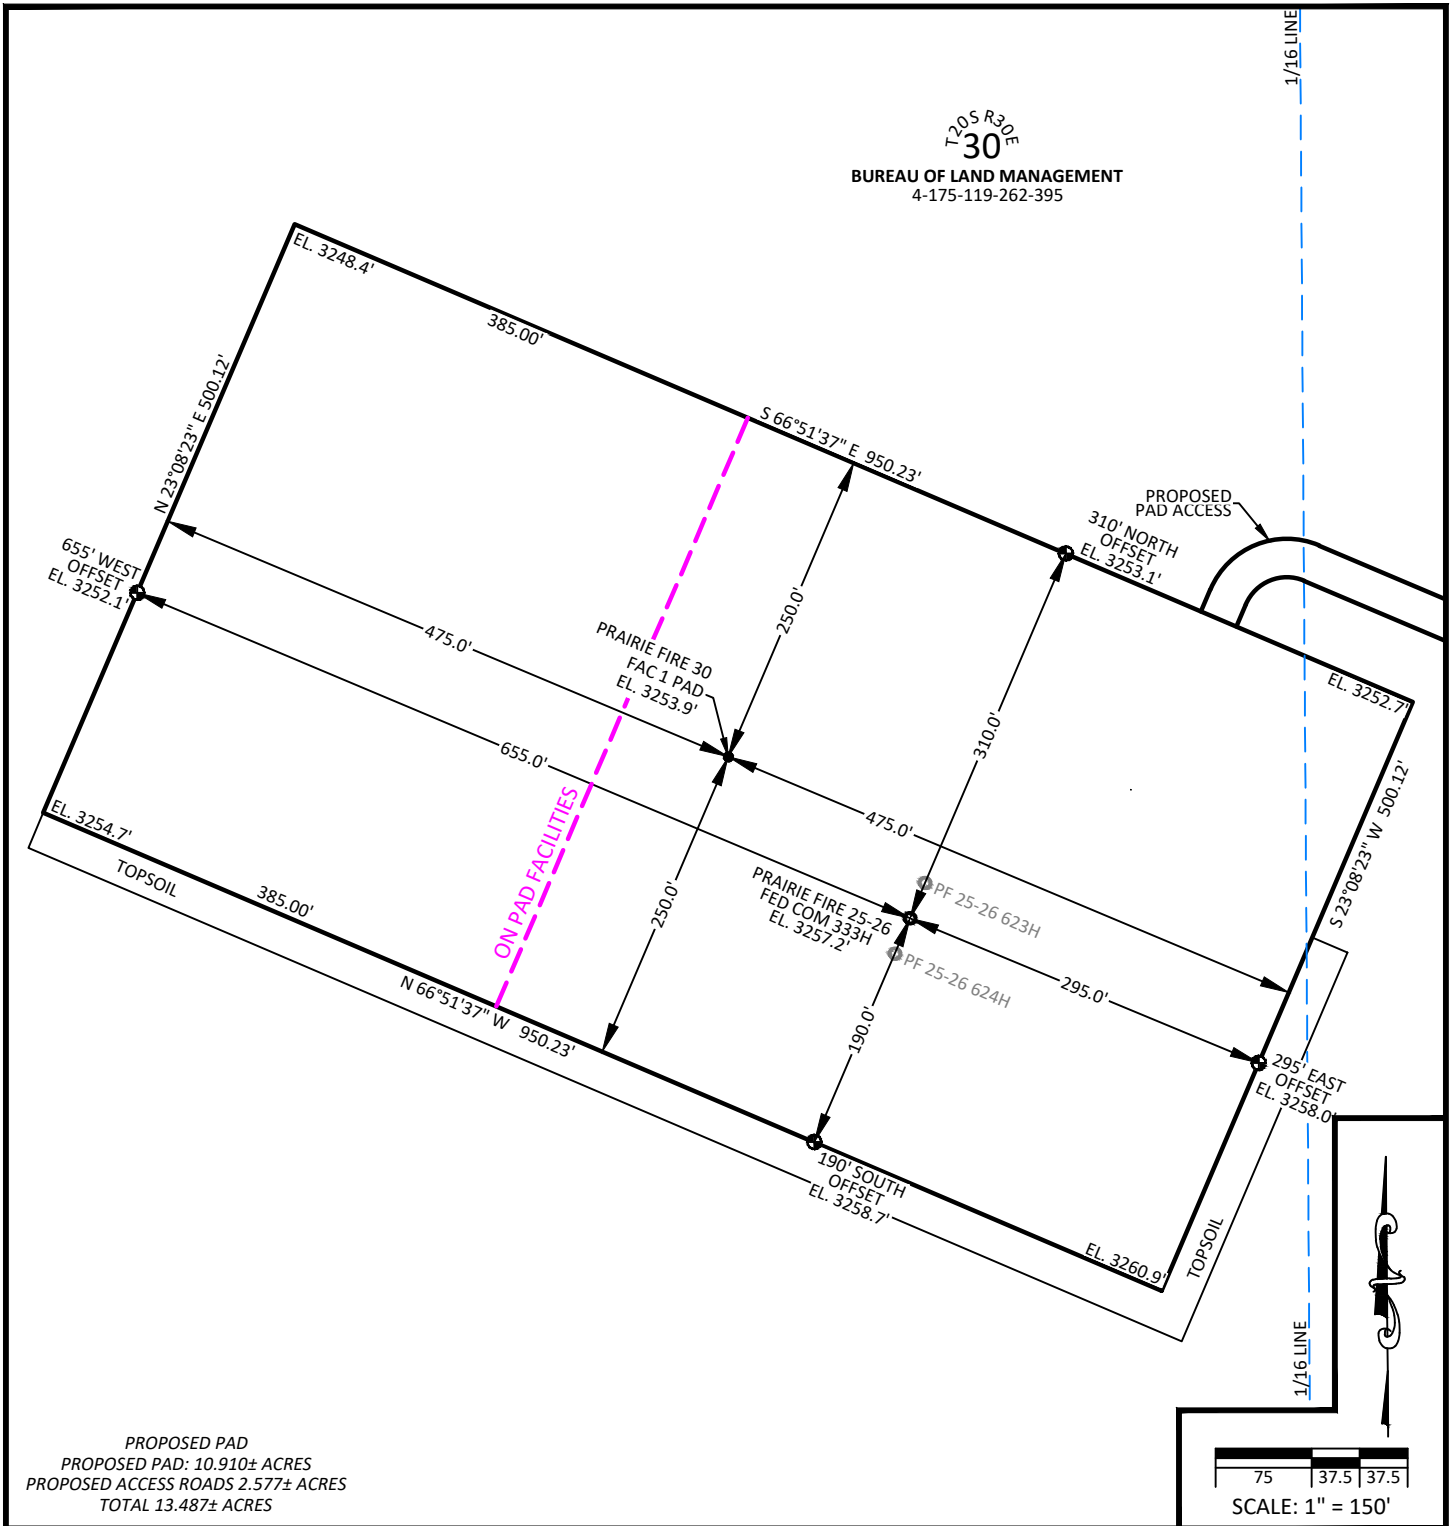 1/16 LINE
T20S R30E
30
BUREAU OF LAND MANAGEMENT
4-175-119-262-395
EL. 3248.4'
385.00'
N 23°08'23" E 500.12'
S 66°51'37" E 950.23'
PROPOSED
PAD ACCESS
310' NORTH
OFFSET
EL. 3253.1'
655' WEST
OFFSET
EL. 3252.1'
250.0'
475.0'
PRAIRIE FIRE 30
FAC 1 PAD
EL. 3253.9'
EL. 3252.7'
310.0'
655.0'
475.0'
S 23°08'23" W 500.12'
EL. 3254.7'
TOPSOIL
385.00'
ON PAD FACILITIES
250.0'
PRAIRIE FIRE 25-26
FED COM 333H
EL. 3257.2'
PF 25-26 623H
PF 25-26 624H
295.0'
N 66°51'37" W 950.23'
190.0'
295' EAST
OFFSET
EL. 3258.0'
190' SOUTH
OFFSET
EL. 3258.7'
EL. 3260.9'
TOPSOIL
1/16 LINE
PROPOSED PAD
PROPOSED PAD: 10.910± ACRES
PROPOSED ACCESS ROADS 2.577± ACRES
TOTAL 13.487± ACRES
75 37.5 37.5
SCALE: 1" = 150'